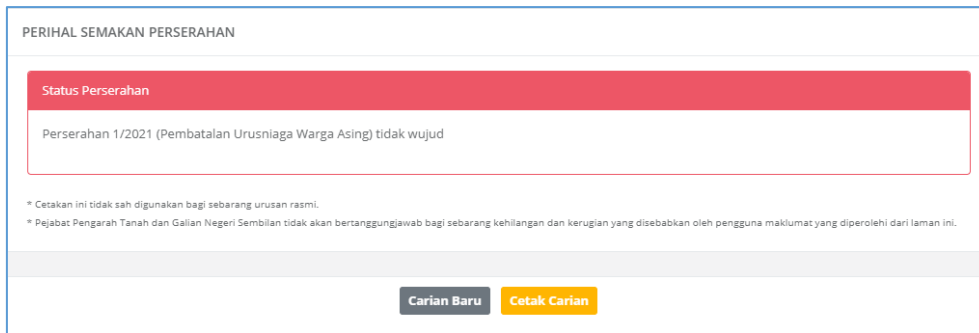 PERIHAL SEMAKAN PERSERAHAN
Status Perserahan
Perserahan 1/2021 (Pembatalan Urusniaga Warga Asing) tidak wujud
* Cetakan ini tidak sah digunakan bagi sebarang urusan rasmi.
* Pejabat Pengarah Tanah dan Galian Negeri Sembilan tidak akan bertanggungjawab bagi sebarang kehilangan dan kerugian yang disebabkan oleh pengguna maklumat yang diperolehi dari laman ini.
Carian Baru Cetak Carian